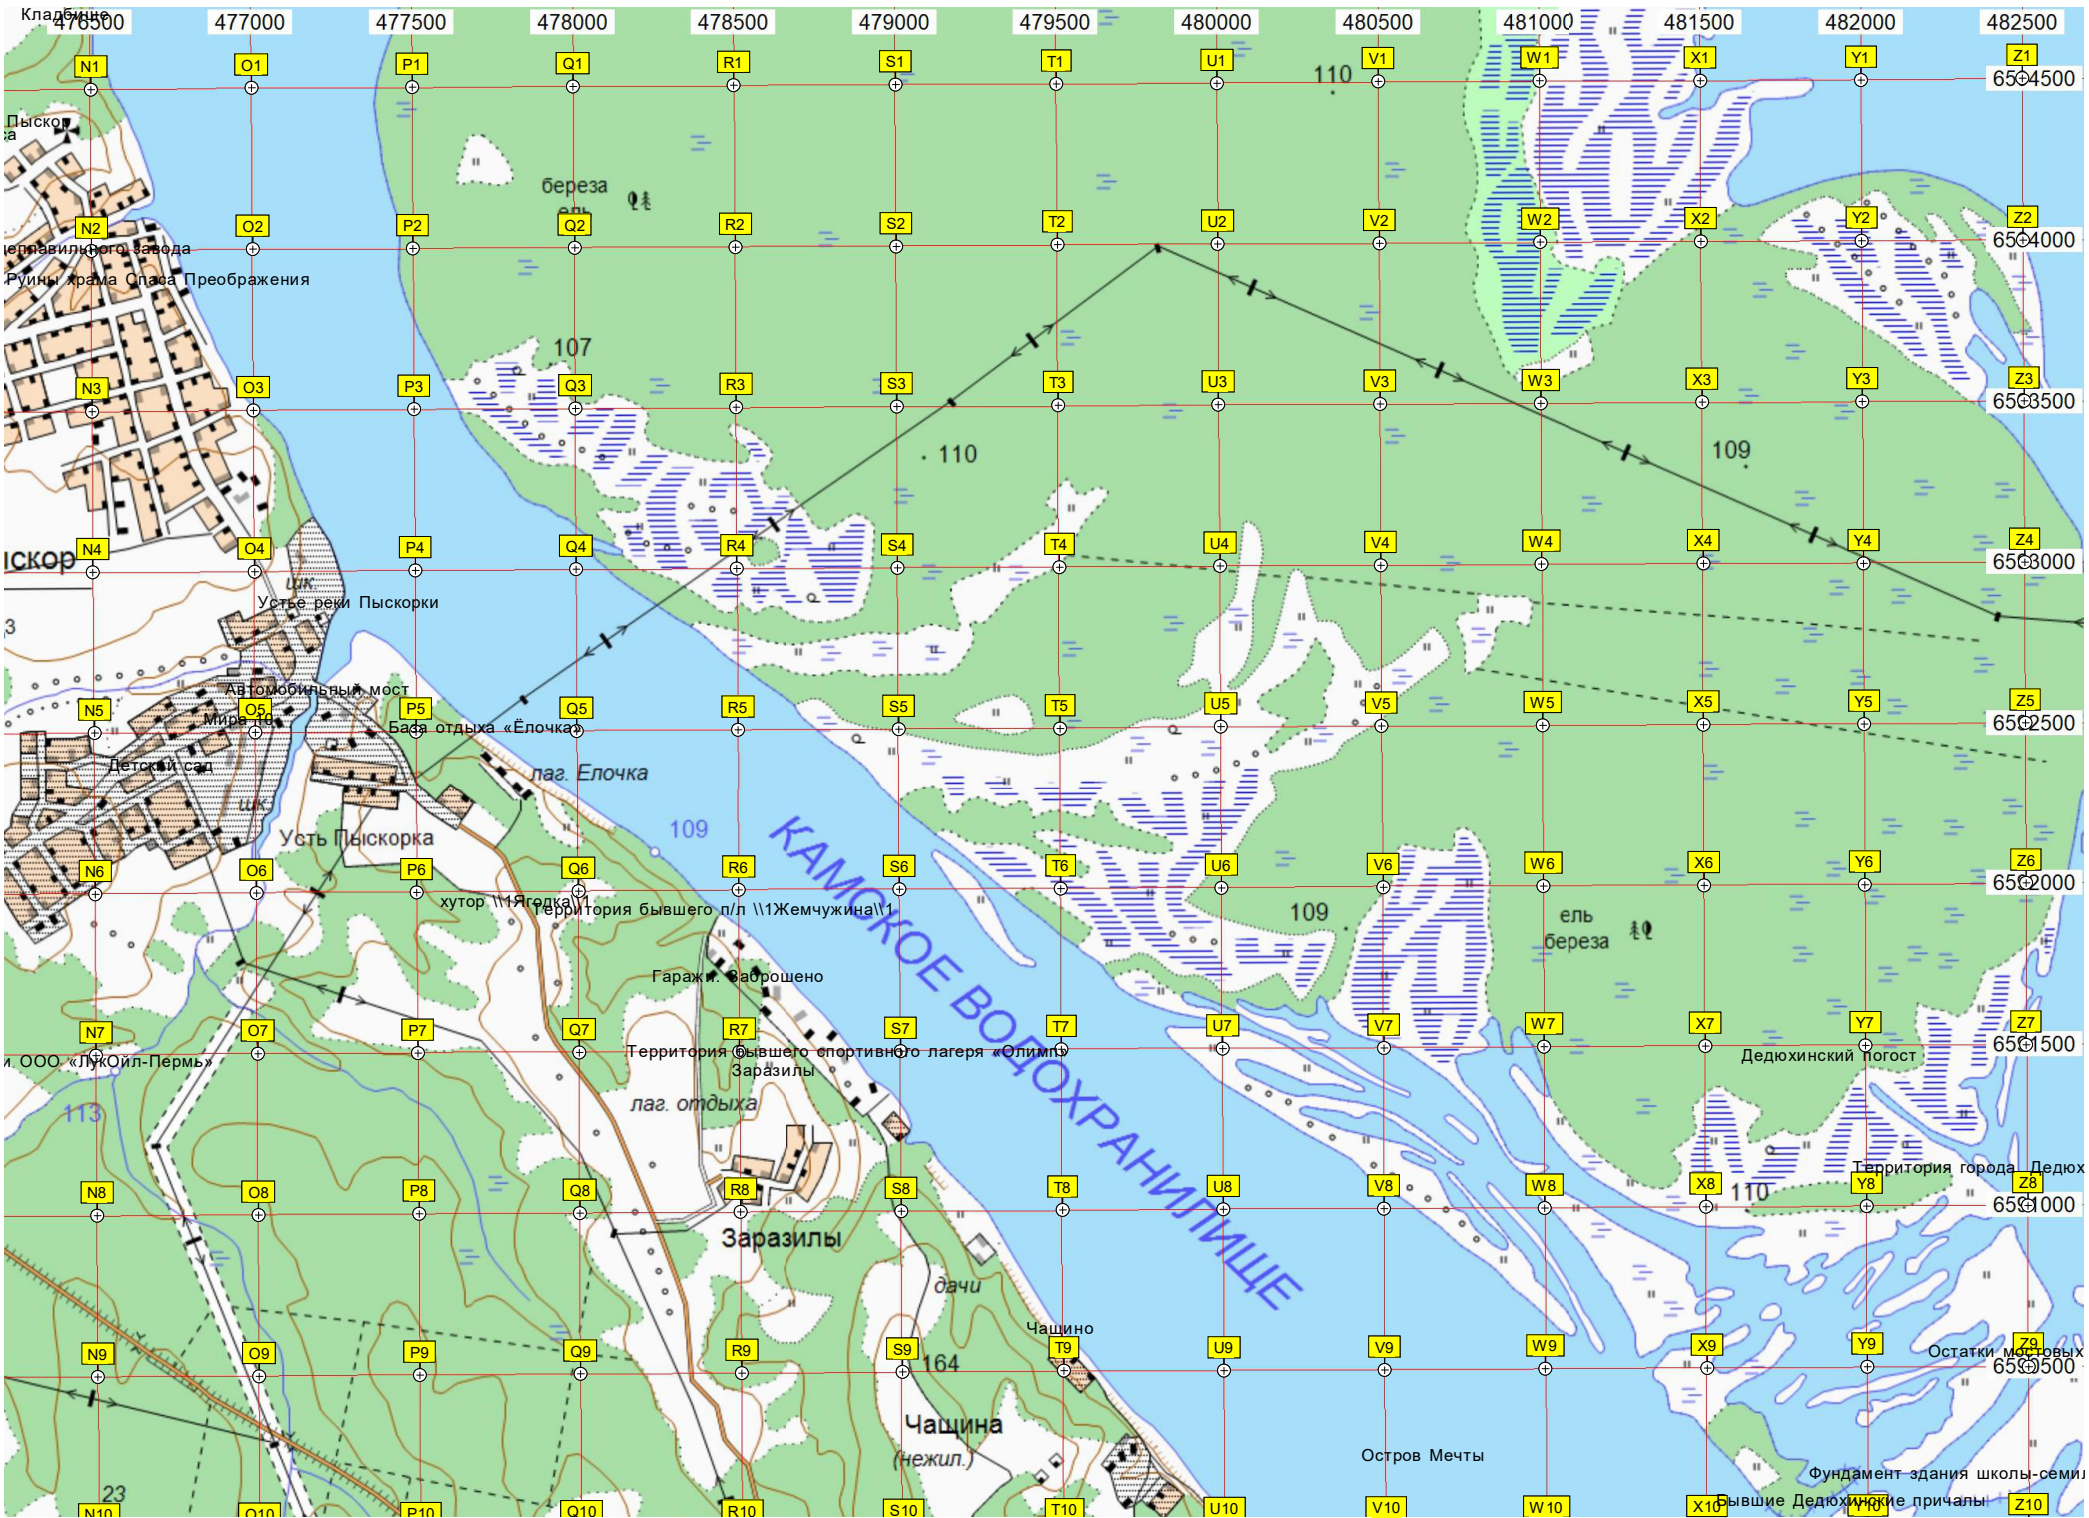 Кладбище
476500 477000 477500 478000 478500 479000 479500 480000 480500 481000 481500 482000 482500
N1 O1 P1 Q1 R1 S1 T1 U1 V1 W1 X1 Y1 Z1
110
Пыскор
са
береза
ель
N2 O2 P2 Q2 R2 S2 T2 U2 V2 W2 X2 Y2 Z2
еплавильного завода
Руины храма Спаса Преображения
107
N3 O3 P3 Q3 R3 S3 T3 U3 V3 W3 X3 Y3 Z3
110
109
N4 O4 P4 Q4 R4 S4 T4 U4 V4 W4 X4 Y4 Z4
ыскор
шк.
Устье реки Пыскорки
3
Автомобильный мост
N5 O5 P5 Q5 R5 S5 T5 U5 V5 W5 X5 Y5 Z5
Мира 10
База отдыха «Ёлочка»
Детский сад
лаг. Елочка
шк.
109
Усть Пыскорка
N6 O6 P6 Q6 R6 S6 T6 U6 V6 W6 X6 Y6 Z6
хутор \\1Ягодка\\1
Территория бывшего п/л \\1Жемчужина\\1
109
ель
береза
КАМСКОЕ ВОДОХРАНИЛИЩЕ
Гаражи. Заброшено
N7 O7 P7 Q7 R7 S7 T7 U7 V7 W7 X7 Y7 Z7
и ООО «ЛукОйл-Пермь»
Территория бывшего спортивного лагеря «Олимп»
Заразилы
Дедюхинский погост
113
лаг. отдыха
Территория города Дедюх
N8 O8 P8 Q8 R8 S8 T8 U8 V8 W8 X8 Y8 Z8
110
Заразилы
дачи
Чашино
N9 O9 P9 Q9 R9 S9 T9 U9 V9 W9 X9 Y9 Z9
Остатки мостовых
164
Чащина
(нежил.)
Остров Мечты
Фундамент здания школы-семил
23
Бывшие Дедюхинские причалы
N10 O10 P10 Q10 R10 S10 T10 U10 V10 W10 X10 Y10 Z10